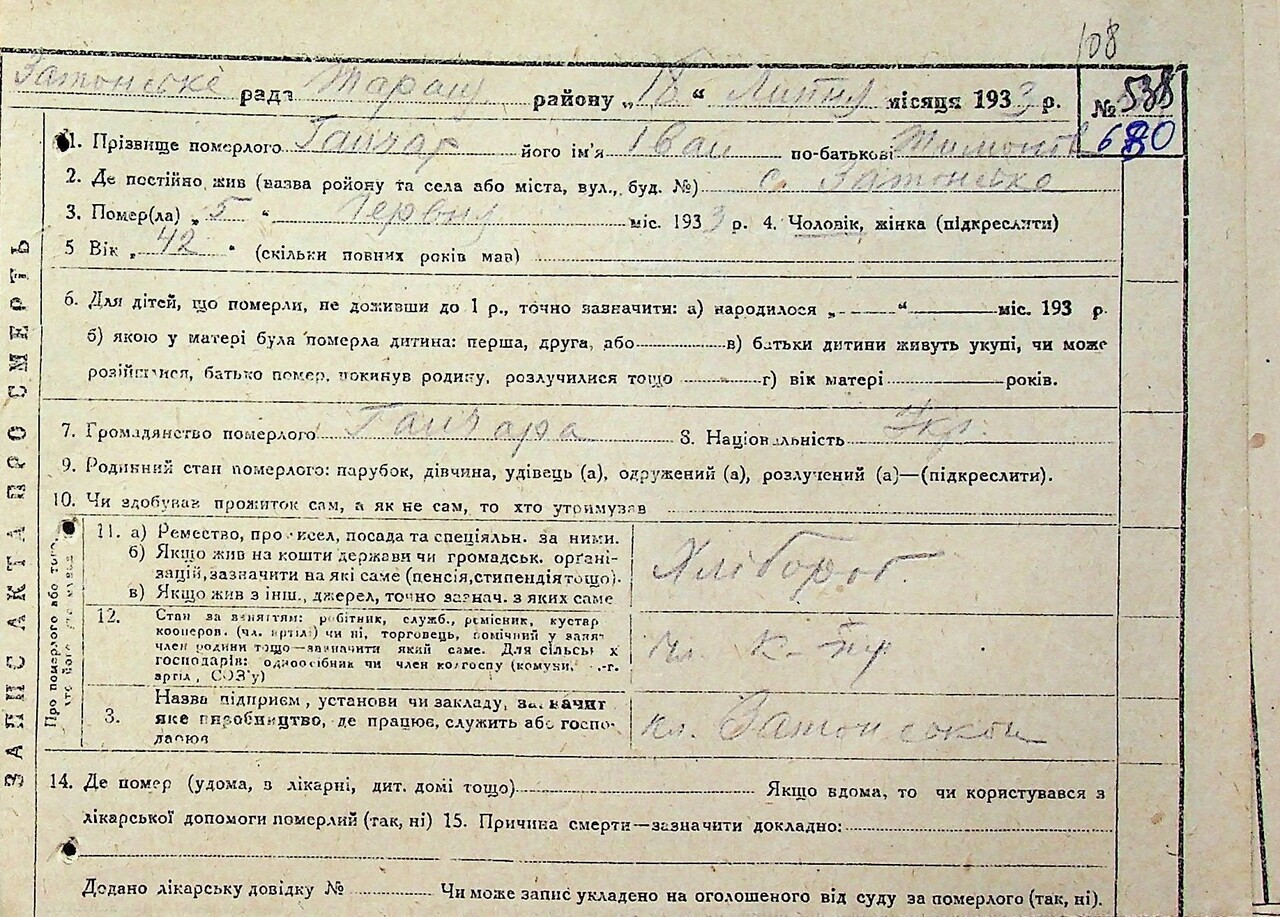 108
Затонське рада Таращ. району „18“ Липня місяця 1933 р. № 538
680
1. Прізвище померлого Ганчар його ім'я Іван по-батькові
2. Де постійно жив (назва ройону та села або міста, вул., буд. №) с. Затонсько
3. Помер(ла) „5“ Червня міс. 1933 р. 4. Чоловік, жінка (підкреслити)
5 Вік „42“ (скільки повних років мав)
6. Для дітей, що померли, не доживши до 1 р., точно зазначити: а) народилося „ “ міс. 193 р.
б) якою у матері була померла дитина: перша, друга, або в) батьки дитини живуть укупі, чи може
розійшлися, батько помер, покинув родину, розлучилися тощо г) вік матері років.
7. Громадянство померлого Ганчара 8. Національність Укр.
9. Родинний стан померлого: парубок, дівчина, удівець (а), одружений (а), розлучений (а)—(підкреслити).
10. Чи здобував прожиток сам, а як не сам, то хто утримував
ЗАПИС АКТА ПРО СМЕРТЬ
Про померлого або того,
хто його
11. а) Ремество, про исел, посада та спеціяльн. за ними.
б) Якщо жив на кошти держави чи громадськ. орґані-
зацій, зазначити на які саме (пенсія, стипендія тощо).
в) Якщо жив з інш., джерел, точно зазнач. з яких саме
Хлібороб.
12. Стан за заняттям: робітник, служб., ремісник, кустар
кооперов. (чл. артілі) чи ні, торговець, помічний у заня-
член родини тощо—зазначити який саме. Для сільськ х
господарів: одноосібник чи член колгоспу (комуни, -г.
артіл, СОЗ'у)
Чл.
3. Назва підприєм, установи чи закладу, зазначит
яке виробництво, де працює, служить або госпо-
дарює
14. Де помер (удома, в лікарні, дит. домі тощо) Якщо вдома, то чи користувався з
лікарської допомоги померлий (так, ні) 15. Причина смерти—зазначити докладно:
Додано лікарську довідку № Чи може запис укладено на оголошеного від суду за померлого (так, ні).